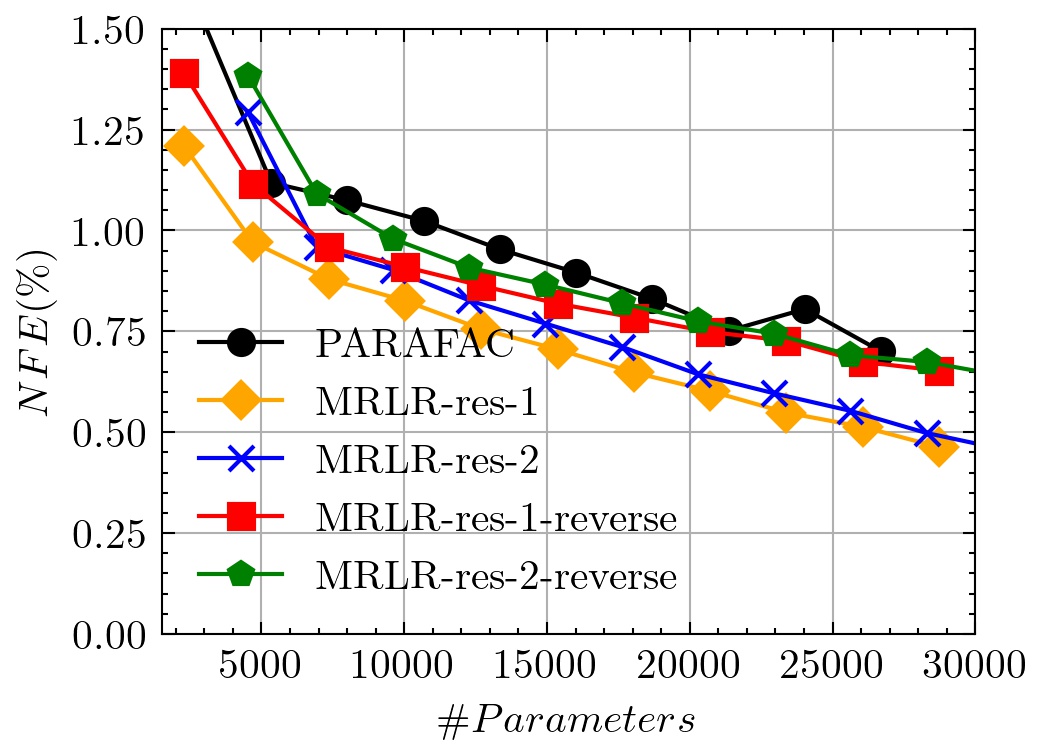 1.50
1.25
1.00
0.75
0.50
0.25
0.00
NFE(%)
PARAFAC
MRLR-res-1
MRLR-res-2
MRLR-res-1-reverse
MRLR-res-2-reverse
5000 10000 15000 20000 25000 30000
#Parameters